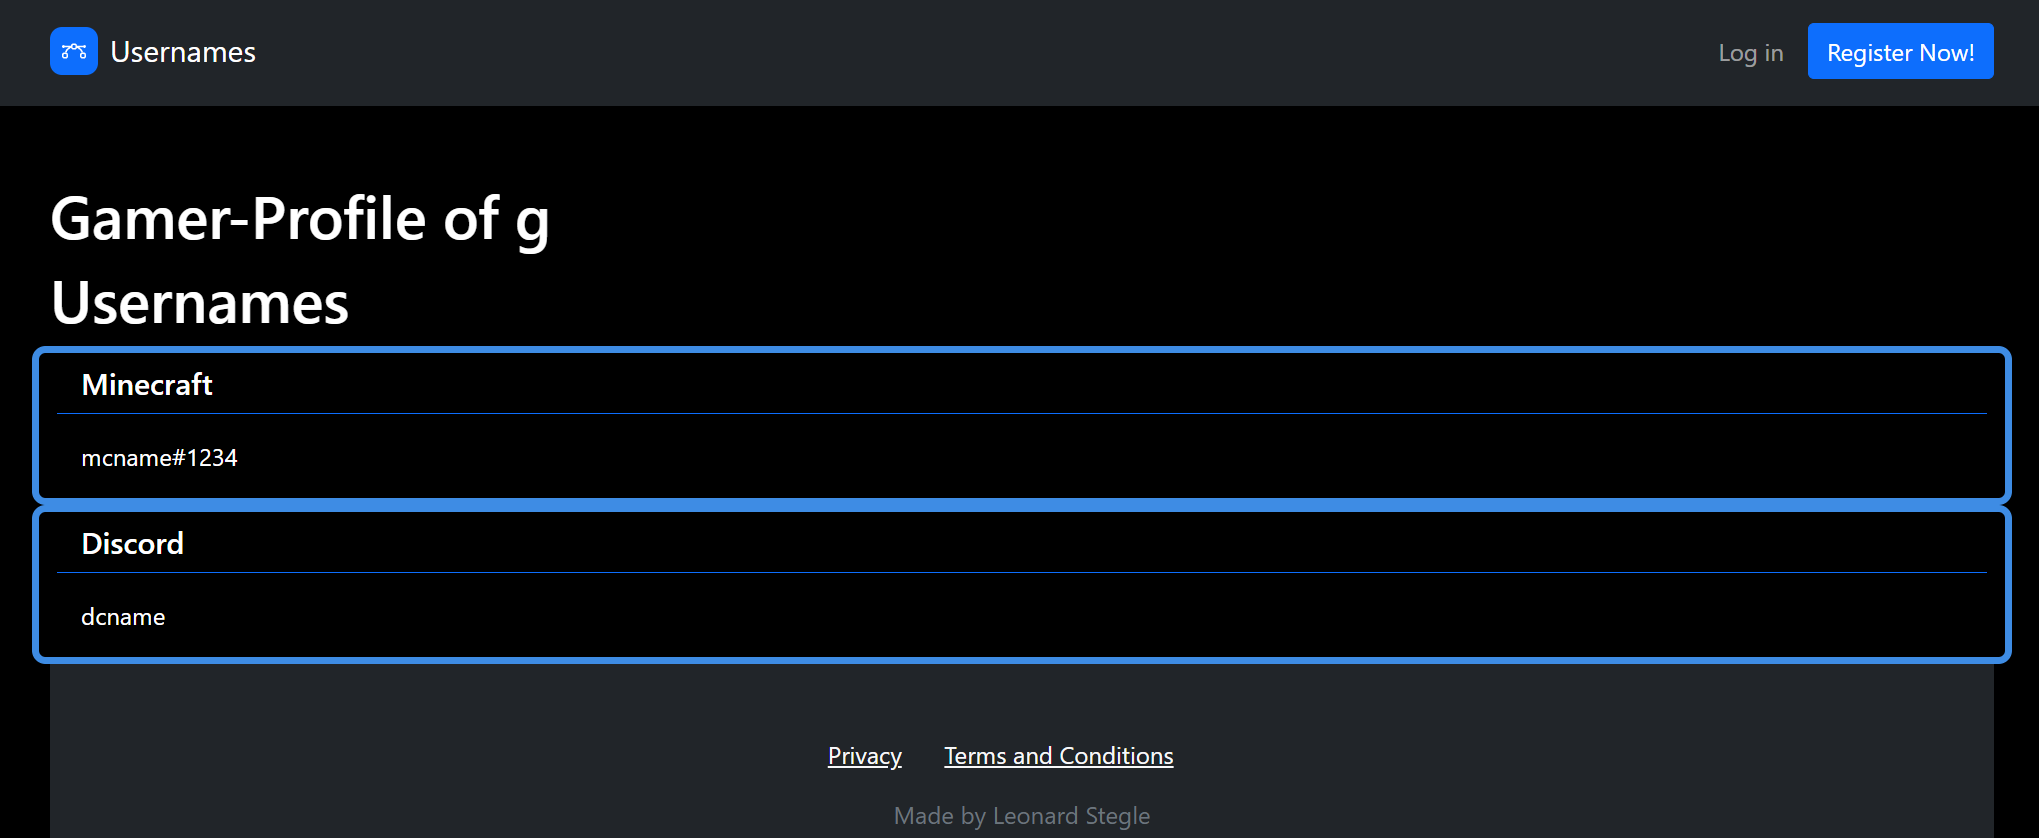 Usernames
Log in
Register Now!
Gamer-Profile of g
Usernames
Minecraft
mcname#1234
Discord
dcname
Privacy
Terms and Conditions
Made by Leonard Stegle